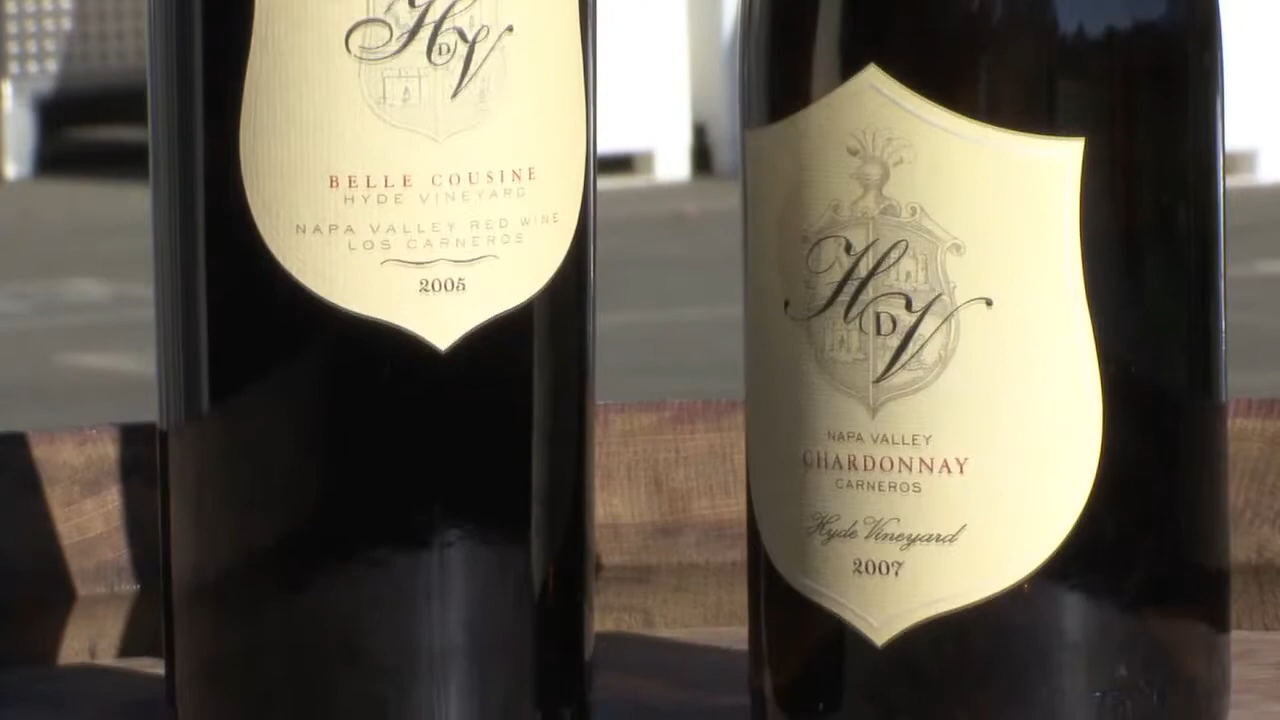 HDV
BELLE COUSINE
HYDE VINEYARD
NAPA VALLEY RED WINE
LOS CARNEROS
2005
HDV
NAPA VALLEY
CHARDONNAY
CARNEROS
Hyde Vineyard
2007